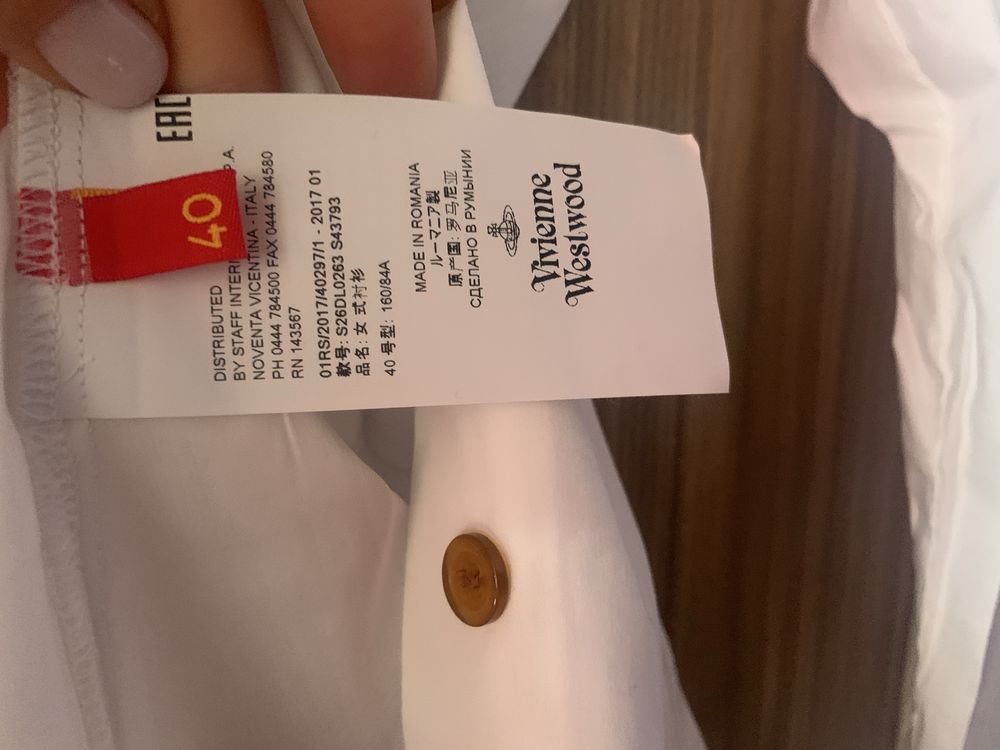 EAC
40
DISTRIBUTED
BY STAFF P.A.
NOVENTA VICENTINA - ITALY
PH 0444 784500 FAX 0444 784580
RN 143567
01RS/2017/40297/1 - 2017 01
款号: S26DL0263 S43793
品名: 女 式衬衫
40 号型: 160/84A
MADE IN ROMANIA
ルーマニア製
原产国: 罗马尼亚
СДЕЛАНО В РУМЫНИИ
Vivienne
Westwood